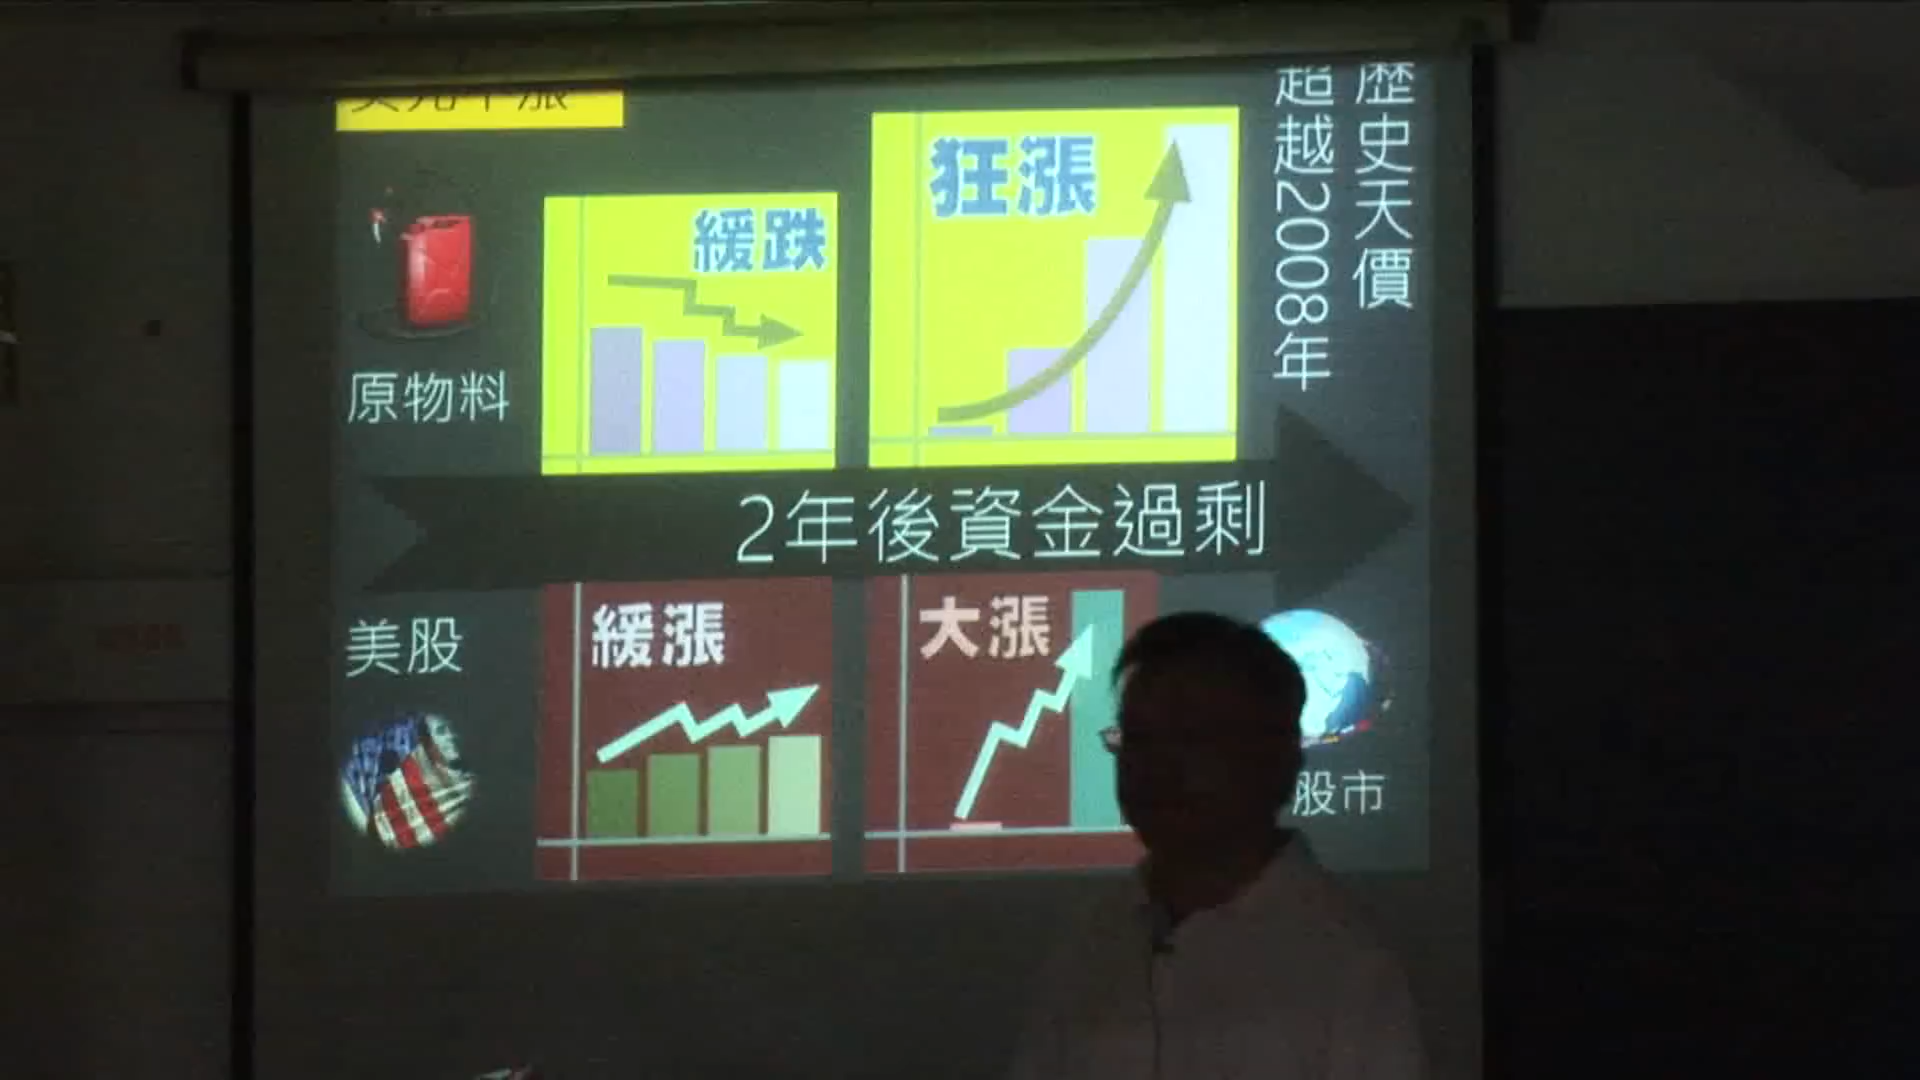 緩跌
狂漲
歷史天價
超越2008年
原物料
2年後資金過剩
美股
緩漲
大漲
股市